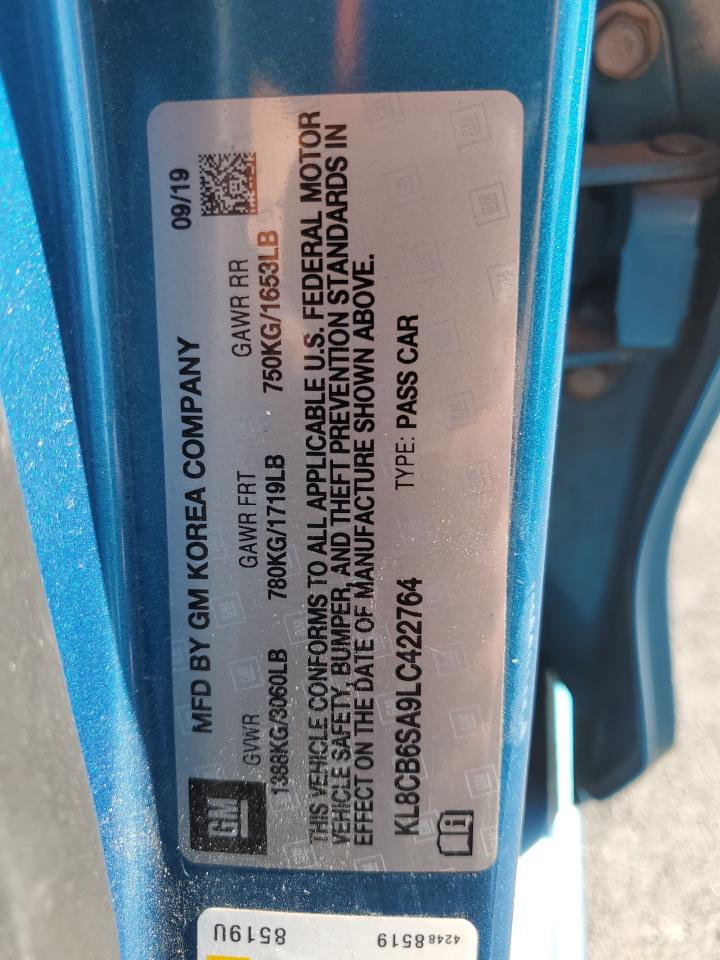 MFD BY GM KOREA COMPANY 09/19
GM
GVWR GAWR FRT GAWR RR
1388KG/3060LB 780KG/1719LB 750KG/1653LB
THIS VEHICLE CONFORMS TO ALL APPLICABLE U.S. FEDERAL MOTOR
VEHICLE SAFETY, BUMPER, AND THEFT PREVENTION STANDARDS IN
EFFECT ON THE DATE OF MANUFACTURE SHOWN ABOVE.
KL8CB6SA9LC422764 TYPE: PASS CAR
42488519
8519U